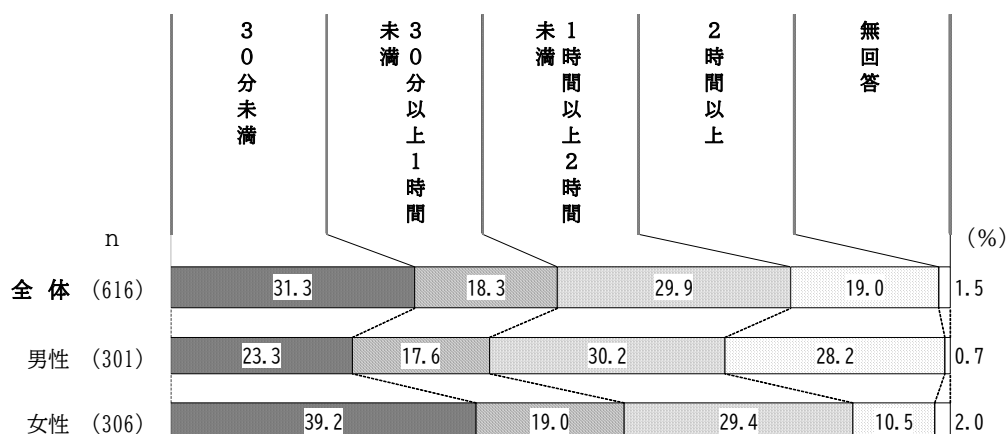 30分未満
30分以上1時間
未満
1時間以上2時間
未満
2時間以上
無回答
n
(%)
全体 (616) 31.3 18.3 29.9 19.0 1.5
男性 (301) 23.3 17.6 30.2 28.2 0.7
女性 (306) 39.2 19.0 29.4 10.5 2.0